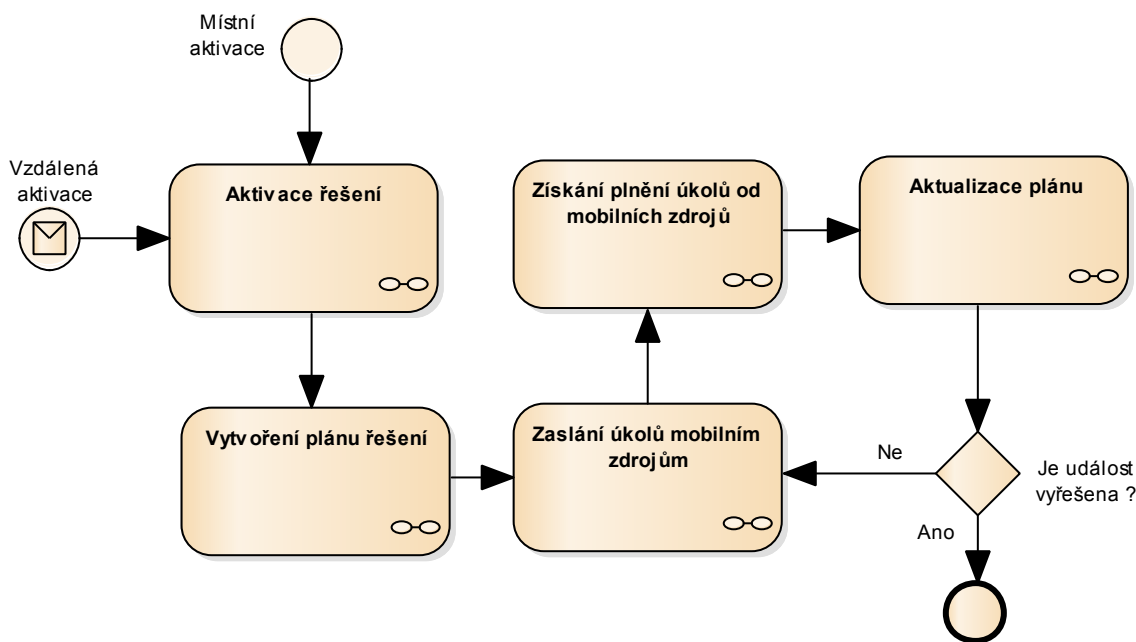 Místní
aktivace
Vzdálená
aktivace
Aktivace řešení
Získání plnění úkolů od
mobilních zdrojů
Aktualizace plánu
Vytvoření plánu řešení
Zaslání úkolů mobilním
zdrojům
Ne
Je událost
vyřešena ?
Ano